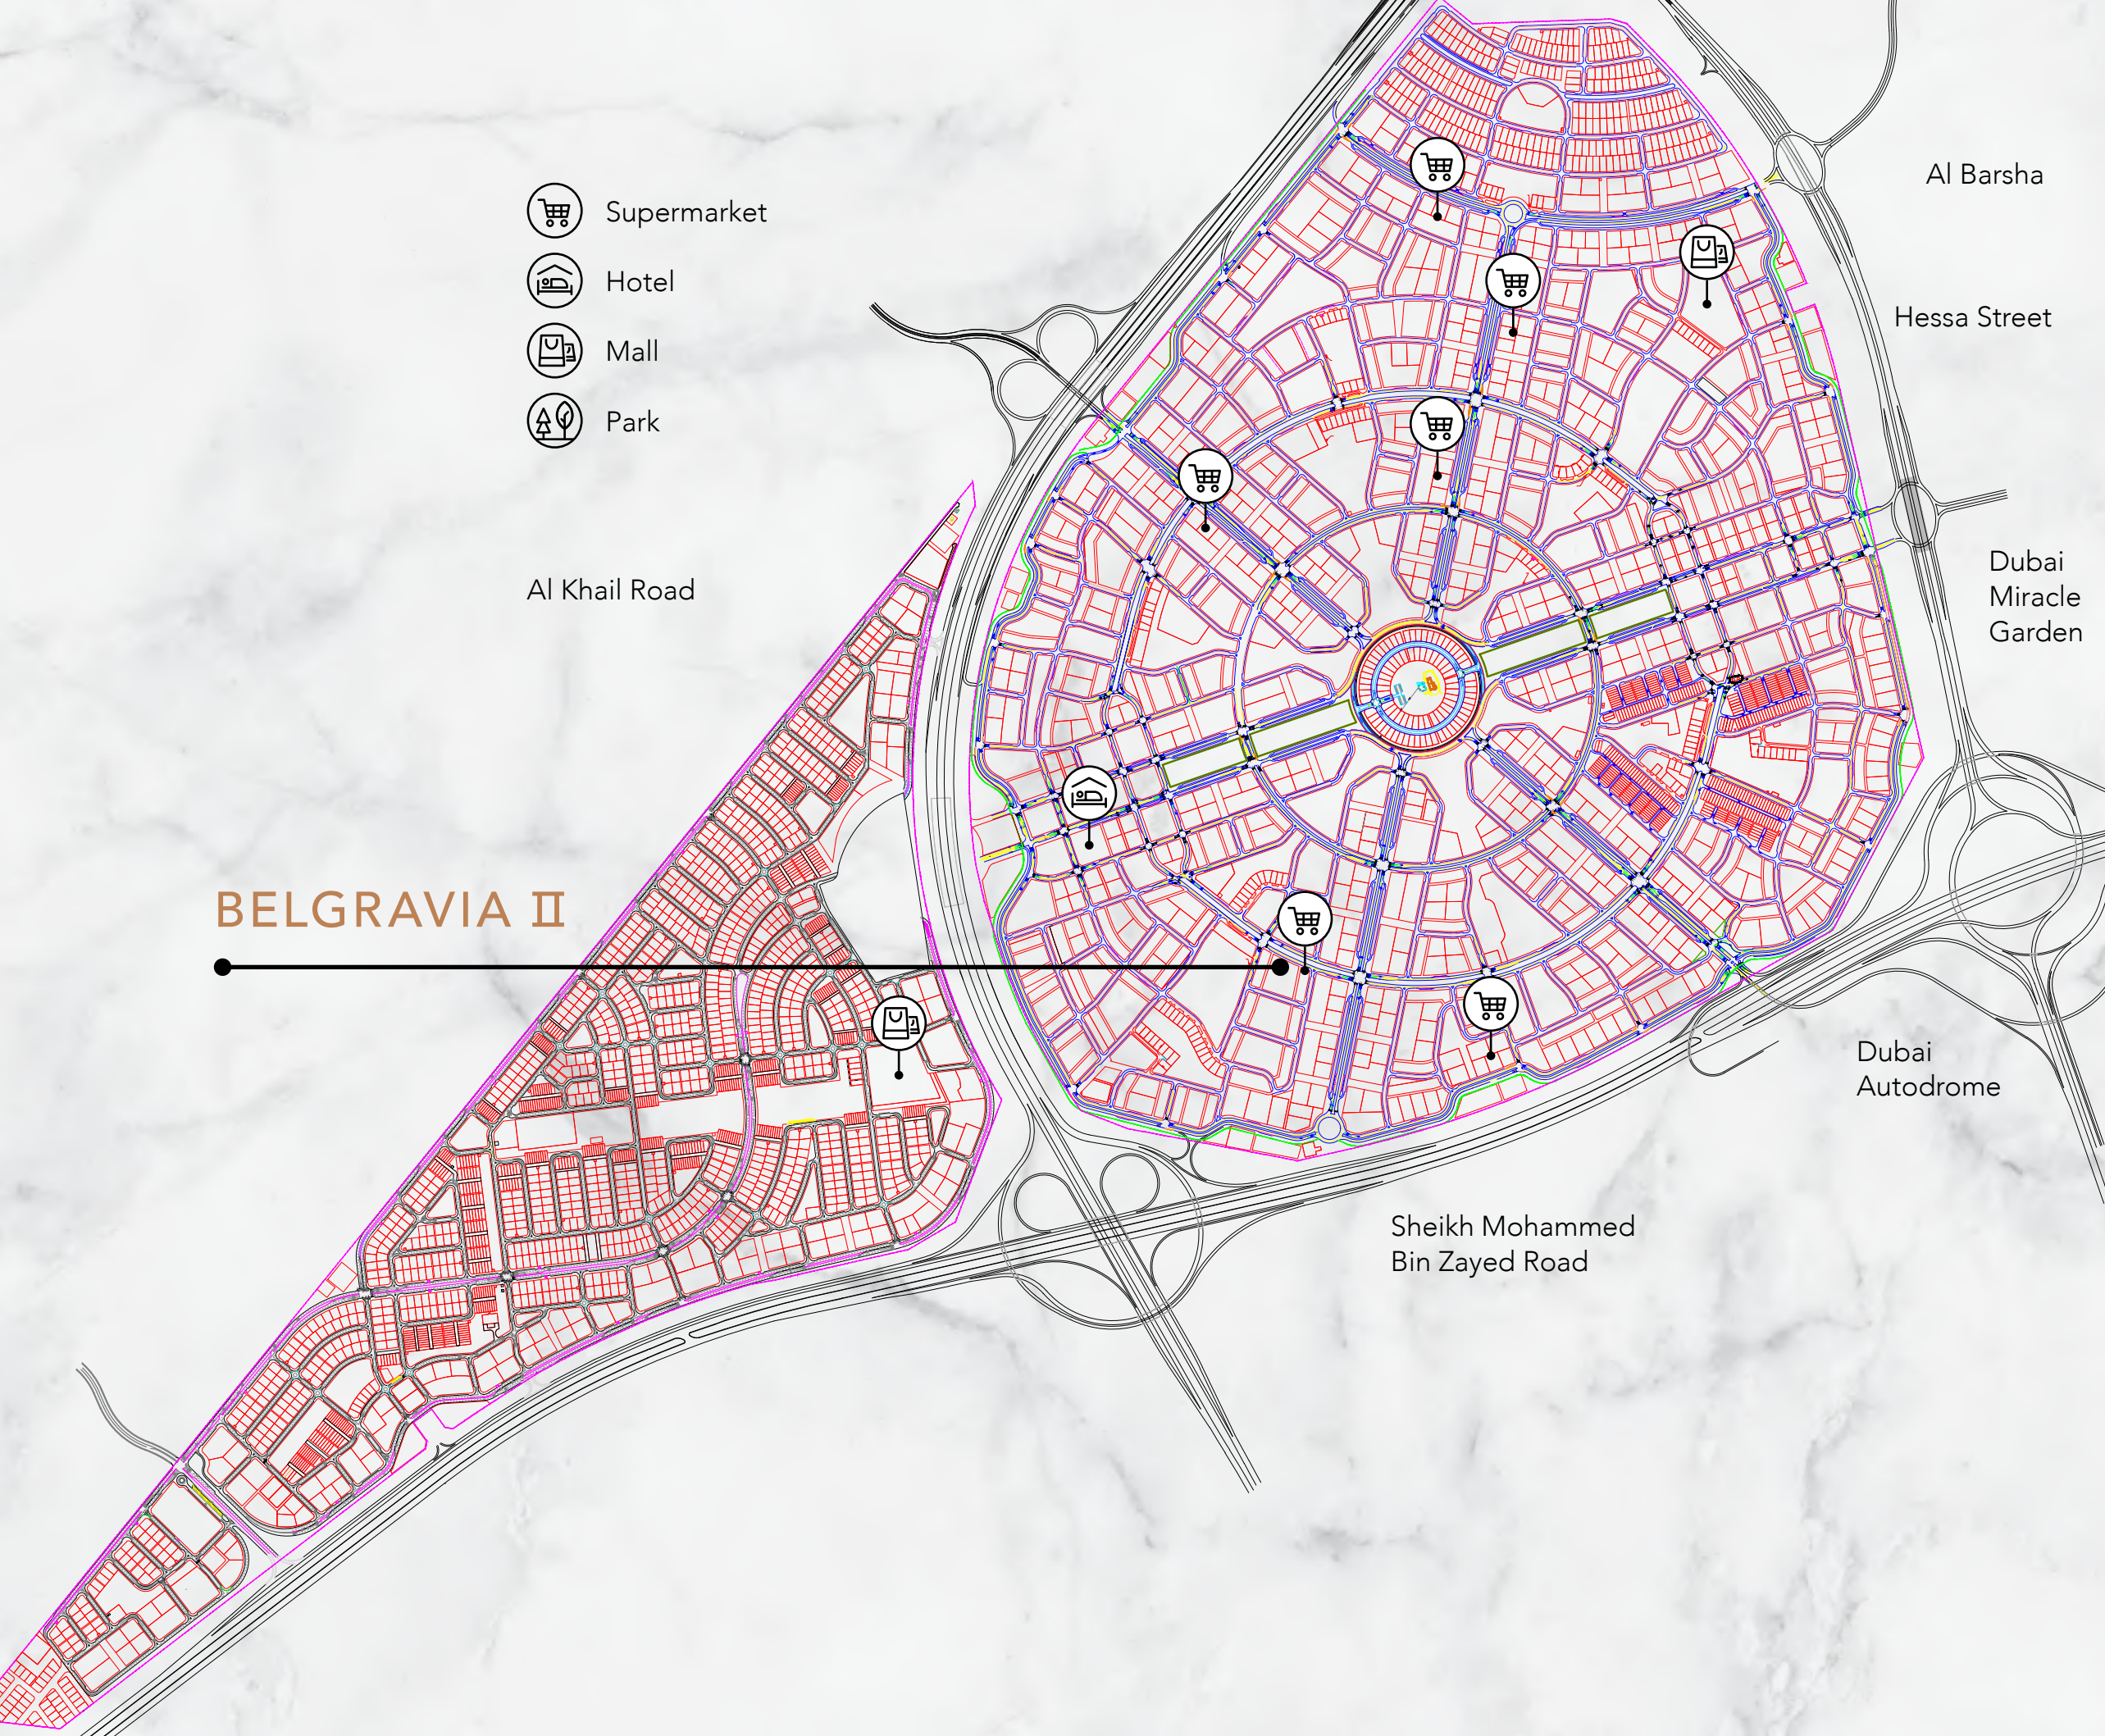 Supermarket
Hotel
Mall
Park
Al Barsha
Hessa Street
Al Khail Road
Dubai
Miracle
Garden
BELGRAVIA II
Dubai
Autodrome
Sheikh Mohammed
Bin Zayed Road